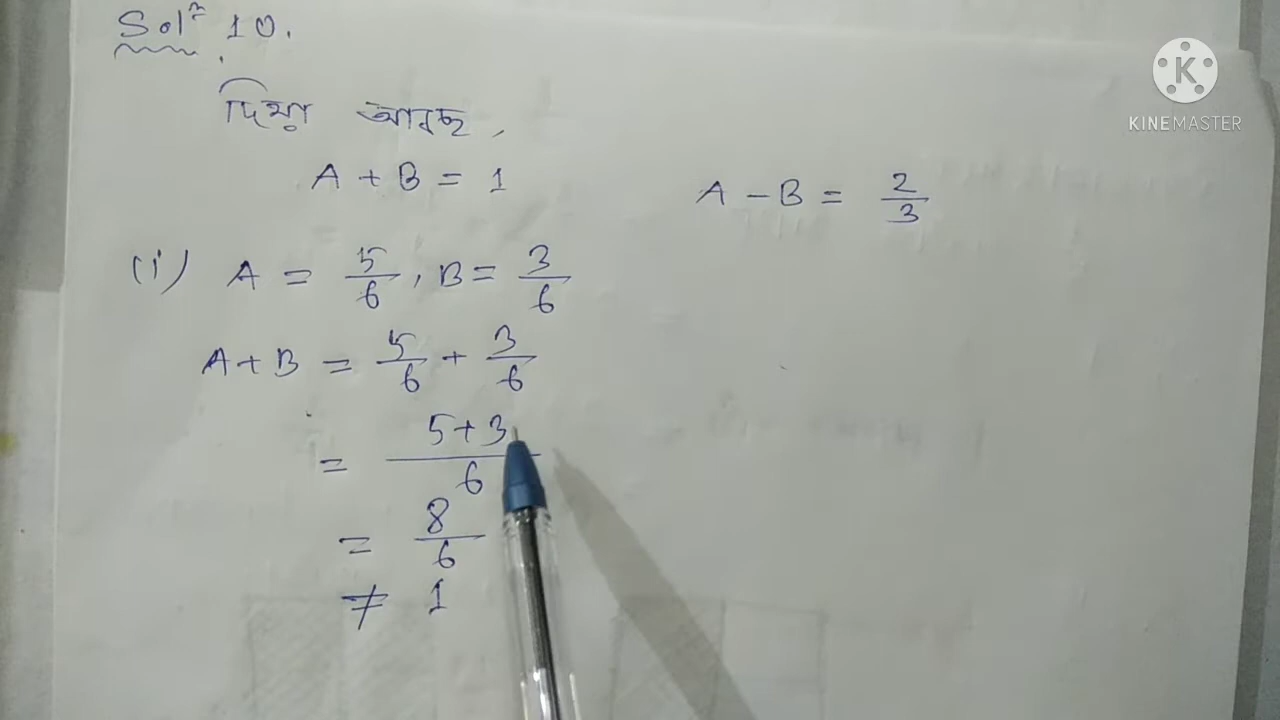 Solⁿ 10.
দিয়া আছে,
A + B = 1
A - B = 2/3
(i) A = 5/6, B = 3/6
A + B = 5/6 + 3/6
= 5+3/6
= 8/6
≠ 1
K
KINEMASTER